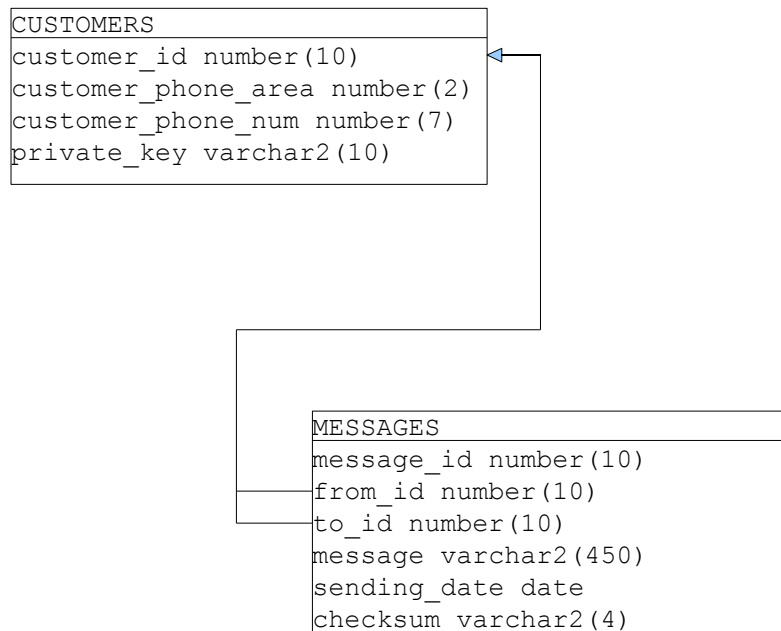 CUSTOMERS
customer_id number(10)
customer_phone_area number(2)
customer_phone_num number(7)
private_key varchar2(10)
MESSAGES
message_id number(10)
from_id number(10)
to_id number(10)
message varchar2(450)
sending_date date
checksum varchar2(4)